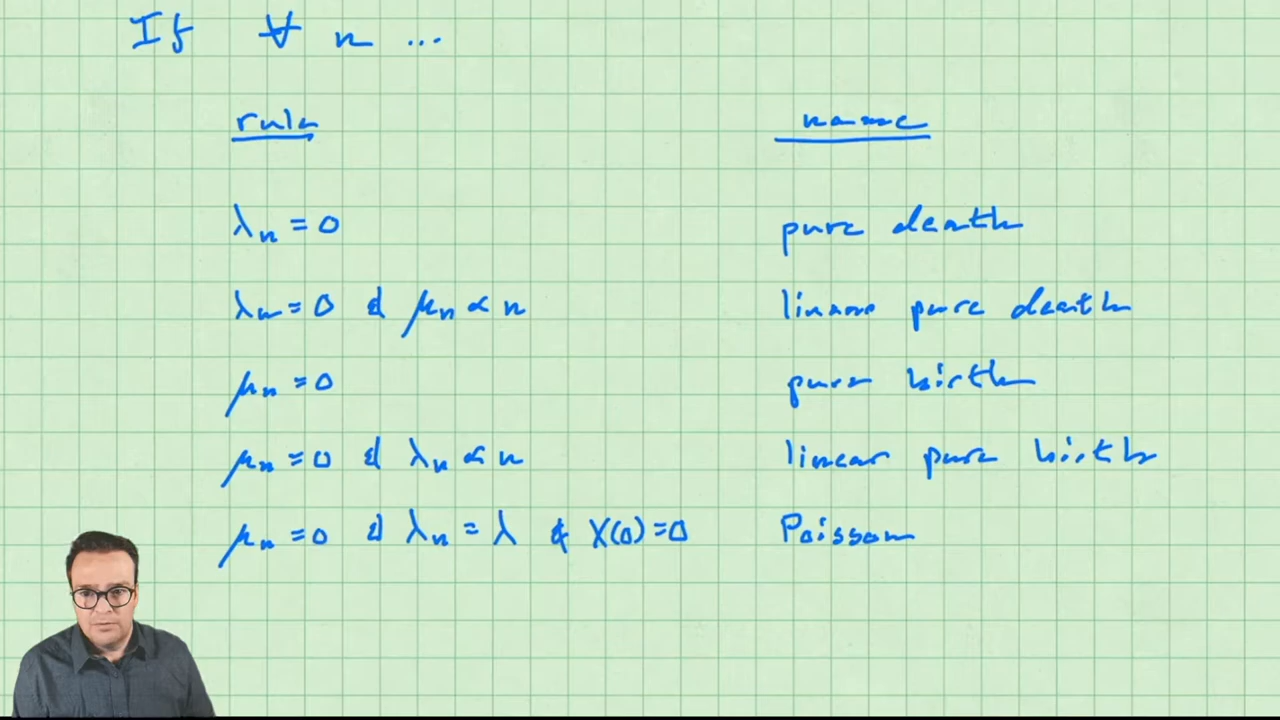 If ∀ n ...
rule name
λₙ = 0 pure death
λₙ = 0 & μₙ ∝ n linear pure death
μₙ = 0 pure birth
μₙ = 0 & λₙ ∝ n linear pure birth
μₙ = 0 & λₙ = λ & X(0) = 0 Poisson